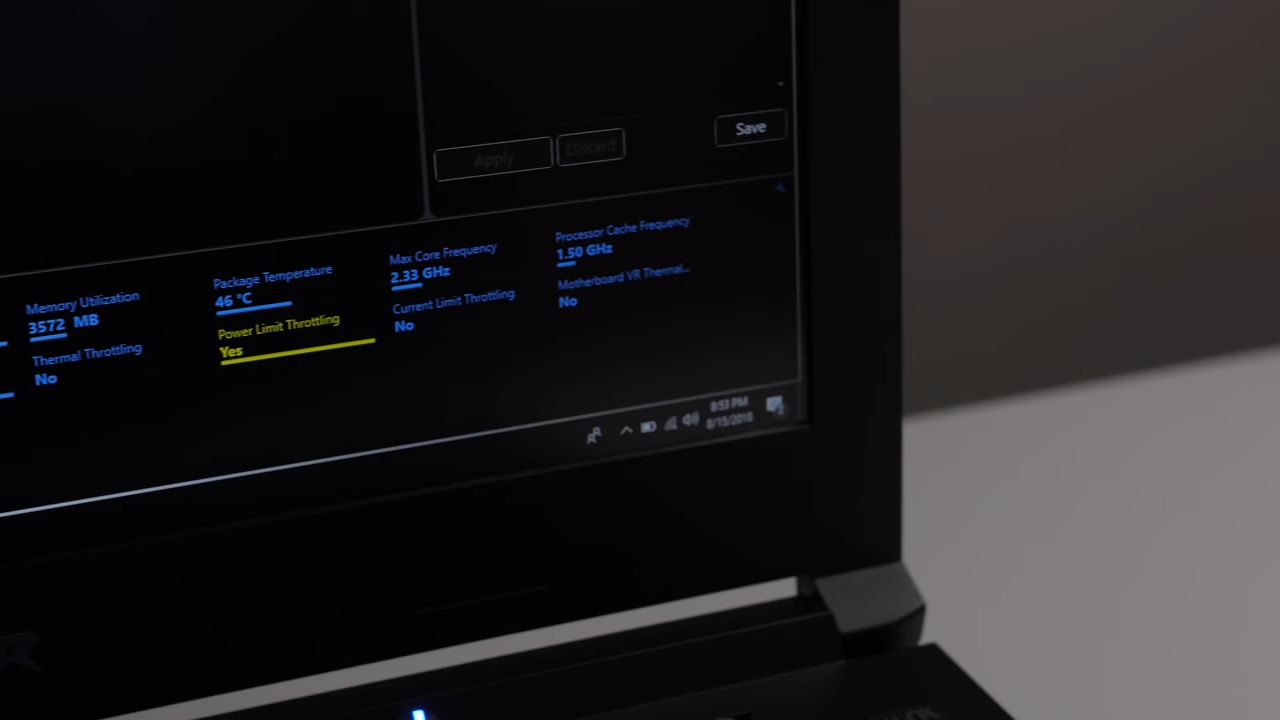 Save
Apply
Discard
Memory Utilization
3572 MB
Thermal Throttling
No
Package Temperature
46 °C
Power Limit Throttling
Yes
Max Core Frequency
2.33 GHz
Current Limit Throttling
No
Processor Cache Frequency
1.50 GHz
Motherboard VR Thermal...
No
8:53 PM
8/15/2018